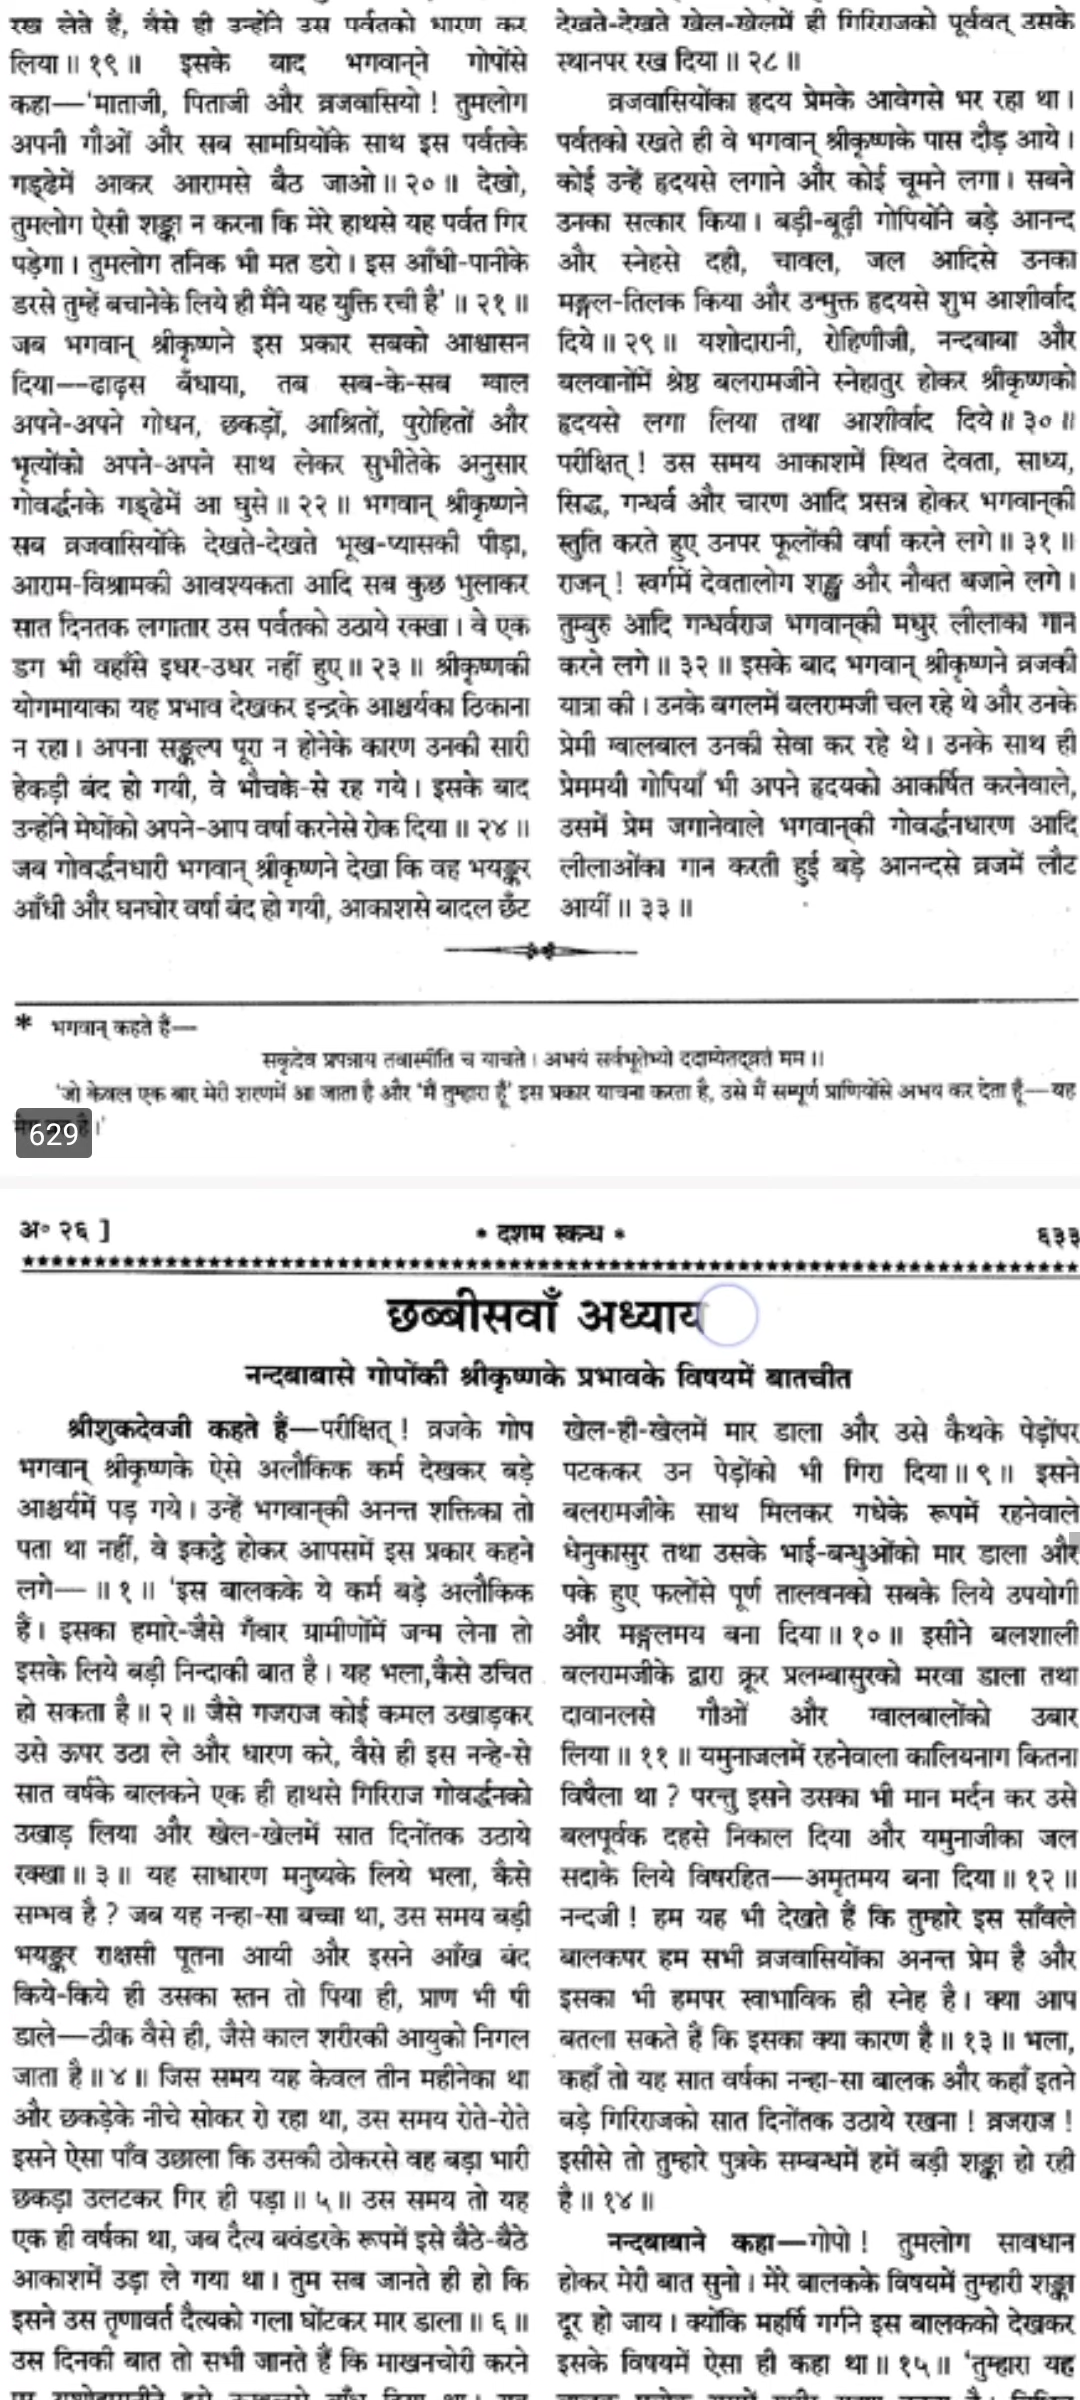 रख लेते हैं, वैसे ही उन्होंने उस पर्वतको धारण कर
लिया॥ १९॥ इसके बाद भगवान्‌ने गोपोंसे
कहा—‘माताजी, पिताजी और व्रजवासियो! तुमलोग
अपनी गौओं और सब सामग्रियोंके साथ इस पर्वतके
गड्ढेमें आकर आरामसे बैठ जाओ॥ २०॥ देखो,
तुमलोग ऐसी शङ्का न करना कि मेरे हाथसे यह पर्वत गिर
पड़ेगा। तुमलोग तनिक भी मत डरो। इस आँधी-पानीके
डरसे तुम्हें बचानेके लिये ही मैंने यह युक्ति रची है’॥ २१॥
जब भगवान् श्रीकृष्णने इस प्रकार सबको आश्वासन
दिया—ढाढ़स बँधाया, तब सब-के-सब ग्वाल
अपने-अपने गोधन, छकड़ों, आश्रितों, पुरोहितों और
भृत्योंको अपने-अपने साथ लेकर सुभीतेके अनुसार
गोवर्द्धनके गड्ढेमें आ घुसे॥ २२॥ भगवान् श्रीकृष्णने
सब व्रजवासियोंके देखते-देखते भूख-प्यासकी पीड़ा,
आराम-विश्रामकी आवश्यकता आदि सब कुछ भुलाकर
सात दिनतक लगातार उस पर्वतको उठाये रक्खा। वे एक
डग भी वहाँसे इधर-उधर नहीं हुए॥ २३॥ श्रीकृष्णकी
योगमायाका यह प्रभाव देखकर इन्द्रके आश्चर्यका ठिकाना
न रहा। अपना सङ्कल्प पूरा न होनेके कारण उनकी सारी
हेकड़ी बंद हो गयी, वे भौचक्के-से रह गये। इसके बाद
उन्होंने मेघोंको अपने-आप वर्षा करनेसे रोक दिया॥ २४॥
जब गोवर्द्धनधारी भगवान् श्रीकृष्णने देखा कि वह भयङ्कर
आँधी और घनघोर वर्षा बंद हो गयी, आकाशसे बादल छँट
देखते-देखते खेल-खेलमें ही गिरिराजको पूर्ववत् उसके
स्थानपर रख दिया॥ २८॥
व्रजवासियोंका हृदय प्रेमके आवेगसे भर रहा था।
पर्वतको रखते ही वे भगवान् श्रीकृष्णके पास दौड़ आये।
कोई उन्हें हृदयसे लगाने और कोई चूमने लगा। सबने
उनका सत्कार किया। बड़ी-बूढ़ी गोपियोंने बड़े आनन्द
और स्नेहसे दही, चावल, जल आदिसे उनका
मङ्गल-तिलक किया और उन्मुक्त हृदयसे शुभ आशीर्वाद
दिये॥ २९॥ यशोदारानी, रोहिणीजी, नन्दबाबा और
बलवानोंमें श्रेष्ठ बलरामजीने स्नेहातुर होकर श्रीकृष्णको
हृदयसे लगा लिया तथा आशीर्वाद दिये॥ ३०॥
परीक्षित्! उस समय आकाशमें स्थित देवता, साध्य,
सिद्ध, गन्धर्व और चारण आदि प्रसन्न होकर भगवान्‌की
स्तुति करते हुए उनपर फूलोंकी वर्षा करने लगे॥ ३१॥
राजन्! स्वर्गमें देवतालोग शङ्ख और नौबत बजाने लगे।
तुम्बुरु आदि गन्धर्वराज भगवान्‌की मधुर लीलाका गान
करने लगे॥ ३२॥ इसके बाद भगवान् श्रीकृष्णने व्रजकी
यात्रा की। उनके बगलमें बलरामजी चल रहे थे और उनके
प्रेमी ग्वालबाल उनकी सेवा कर रहे थे। उनके साथ ही
प्रेममयी गोपियाँ भी अपने हृदयको आकर्षित करनेवाले,
उसमें प्रेम जगानेवाले भगवान्‌की गोवर्द्धनधारण आदि
लीलाओंका गान करती हुई बड़े आनन्दसे व्रजमें लौट
आयीं॥ ३३॥
* भगवान् कहते हैं—
सकृदेव प्रपन्नाय तवास्मीति च याचते। अभयं सर्वभूतेभ्यो ददाम्येतद्व्रतं मम॥
‘जो केवल एक बार मेरी शरणमें आ जाता है और ‘मैं तुम्हारा हूँ’ इस प्रकार याचना करता है, उसे मैं सम्पूर्ण प्राणियोंसे अभय कर देता हूँ—यह
है।’
629
अ० २६ ]
* दशम स्कन्ध *
६३३
छब्बीसवाँ अध्याय
नन्दबाबासे गोपोंकी श्रीकृष्णके प्रभावके विषयमें बातचीत
श्रीशुकदेवजी कहते हैं—परीक्षित्! व्रजके गोप
भगवान् श्रीकृष्णके ऐसे अलौकिक कर्म देखकर बड़े
आश्चर्यमें पड़ गये। उन्हें भगवान्‌की अनन्त शक्तिका तो
पता था नहीं, वे इकट्ठे होकर आपसमें इस प्रकार कहने
लगे—॥ १॥ ‘इस बालकके ये कर्म बड़े अलौकिक
हैं। इसका हमारे-जैसे गँवार ग्रामीणोंमें जन्म लेना तो
इसके लिये बड़ी निन्दाकी बात है। यह भला,कैसे उचित
हो सकता है॥ २॥ जैसे गजराज कोई कमल उखाड़कर
उसे ऊपर उठा ले और धारण करे, वैसे ही इस नन्हे-से
सात वर्षके बालकने एक ही हाथसे गिरिराज गोवर्द्धनको
उखाड़ लिया और खेल-खेलमें सात दिनोंतक उठाये
रक्खा॥ ३॥ यह साधारण मनुष्यके लिये भला, कैसे
सम्भव है? जब यह नन्हा-सा बच्चा था, उस समय बड़ी
भयङ्कर राक्षसी पूतना आयी और इसने आँख बंद
किये-किये ही उसका स्तन तो पिया ही, प्राण भी पी
डाले—ठीक वैसे ही, जैसे काल शरीरकी आयुको निगल
जाता है॥ ४॥ जिस समय यह केवल तीन महीनेका था
और छकड़ेके नीचे सोकर रो रहा था, उस समय रोते-रोते
इसने ऐसा पाँव उछाला कि उसकी ठोकरसे वह बड़ा भारी
छकड़ा उलटकर गिर ही पड़ा॥ ५॥ उस समय तो यह
एक ही वर्षका था, जब दैत्य बवंडरके रूपमें इसे बैठे-बैठे
आकाशमें उड़ा ले गया था। तुम सब जानते ही हो कि
इसने उस तृणावर्त दैत्यको गला घोंटकर मार डाला॥ ६॥
उस दिनकी बात तो सभी जानते हैं कि माखनचोरी करने
खेल-ही-खेलमें मार डाला और उसे कैथके पेड़ोंपर
पटककर उन पेड़ोंको भी गिरा दिया॥ ९॥ इसने
बलरामजीके साथ मिलकर गधेके रूपमें रहनेवाले
धेनुकासुर तथा उसके भाई-बन्धुओंको मार डाला और
पके हुए फलोंसे पूर्ण तालवनको सबके लिये उपयोगी
और मङ्गलमय बना दिया॥ १०॥ इसीने बलशाली
बलरामजीके द्वारा क्रूर प्रलम्बासुरको मरवा डाला तथा
दावानलसे गौओं और ग्वालबालोंको उबार
लिया॥ ११॥ यमुनाजलमें रहनेवाला कालियनाग कितना
विषैला था? परन्तु इसने उसका भी मान मर्दन कर उसे
बलपूर्वक दहसे निकाल दिया और यमुनाजीका जल
सदाके लिये विषरहित—अमृतमय बना दिया॥ १२॥
नन्दजी! हम यह भी देखते हैं कि तुम्हारे इस साँवले
बालकपर हम सभी व्रजवासियोंका अनन्त प्रेम है और
इसका भी हमपर स्वाभाविक ही स्नेह है। क्या आप
बतला सकते हैं कि इसका क्या कारण है॥ १३॥ भला,
कहाँ तो यह सात वर्षका नन्हा-सा बालक और कहाँ इतने
बड़े गिरिराजको सात दिनोंतक उठाये रखना! व्रजराज!
इसीसे तो तुम्हारे पुत्रके सम्बन्धमें हमें बड़ी शङ्का हो रही
है॥ १४॥
नन्दबाबाने कहा—गोपो! तुमलोग सावधान
होकर मेरी बात सुनो। मेरे बालकके विषयमें तुम्हारी शङ्का
दूर हो जाय। क्योंकि महर्षि गर्गने इस बालकको देखकर
इसके विषयमें ऐसा ही कहा था॥ १५॥ ‘तुम्हारा यह